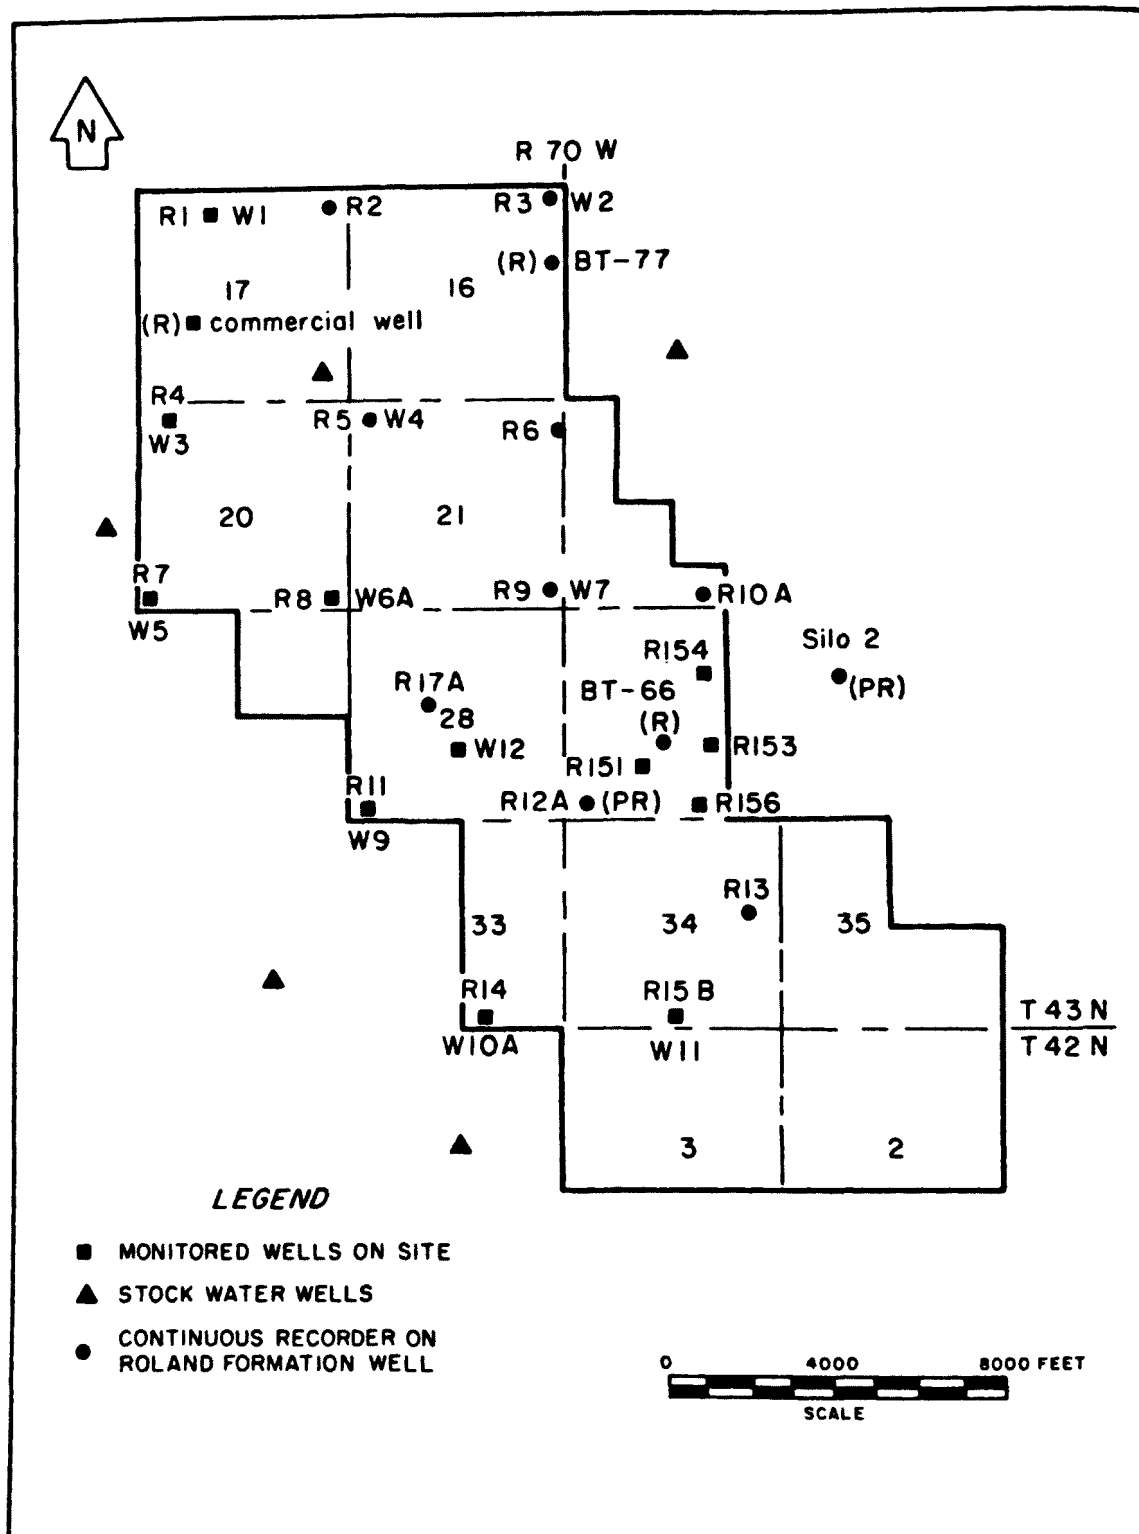 N
R 70 W
R1 W1
R2
R3 W2
(R) BT-77
17
16
(R) commercial well
R4
W3
R5 W4
R6
20
21
R7
W5
R8 W6A
R9 W7
R10A
Silo 2
(PR)
R154
BT-66
(R)
R17A
28
W12
R153
R151
R11
W9
R12A (PR)
R156
R13
33
34
35
R14
W10A
R15B
W11
T 43 N
T 42 N
3
2
LEGEND
MONITORED WELLS ON SITE
STOCK WATER WELLS
CONTINUOUS RECORDER ON
ROLAND FORMATION WELL
0 4000 8000 FEET
SCALE